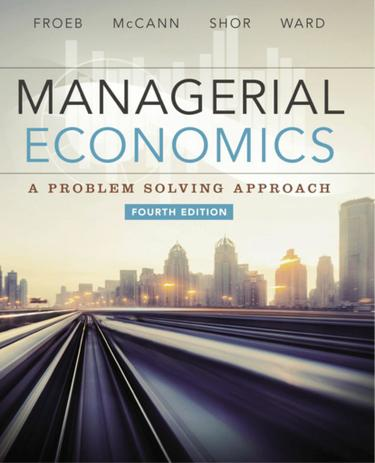 FROEB McCANN SHOR WARD
MANAGERIAL
ECONOMICS
A PROBLEM SOLVING APPROACH
FOURTH EDITION